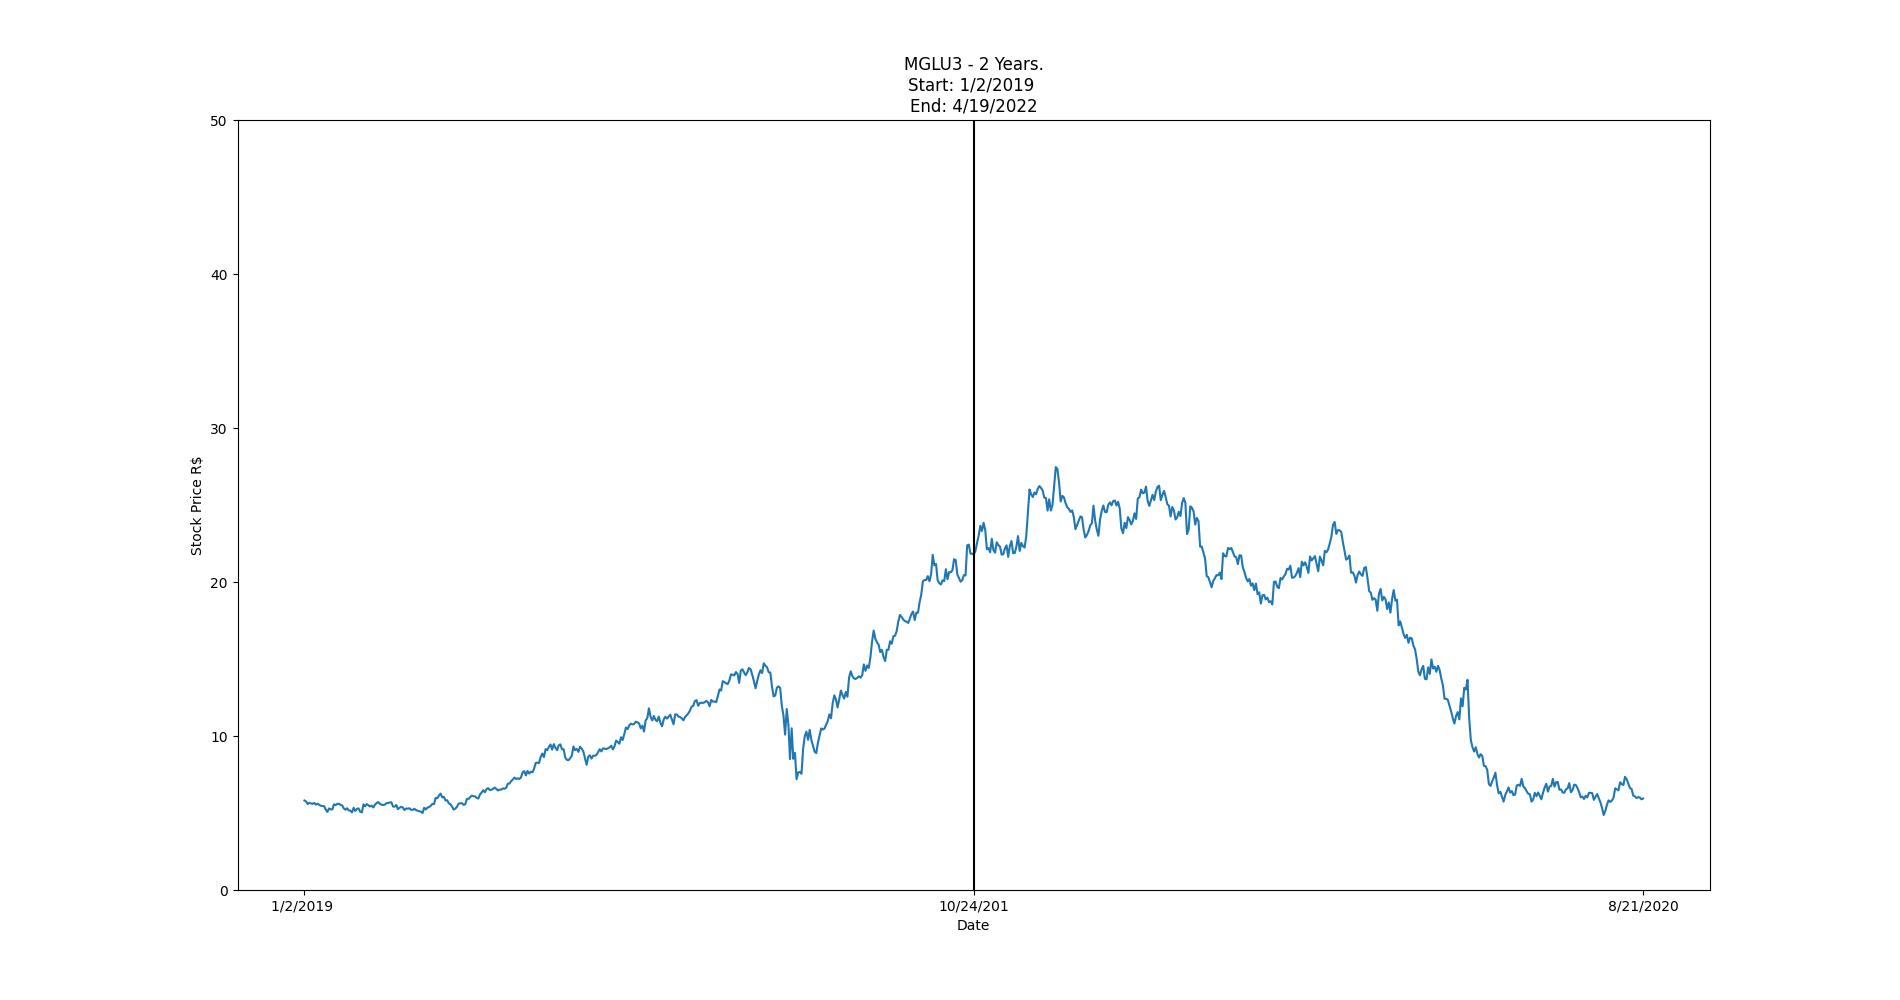 MGLU3 - 2 Years.
Start: 1/2/2019
End: 4/19/2022
50
40
30
20
10
0
Stock Price R$
1/2/2019
10/24/201
8/21/2020
Date